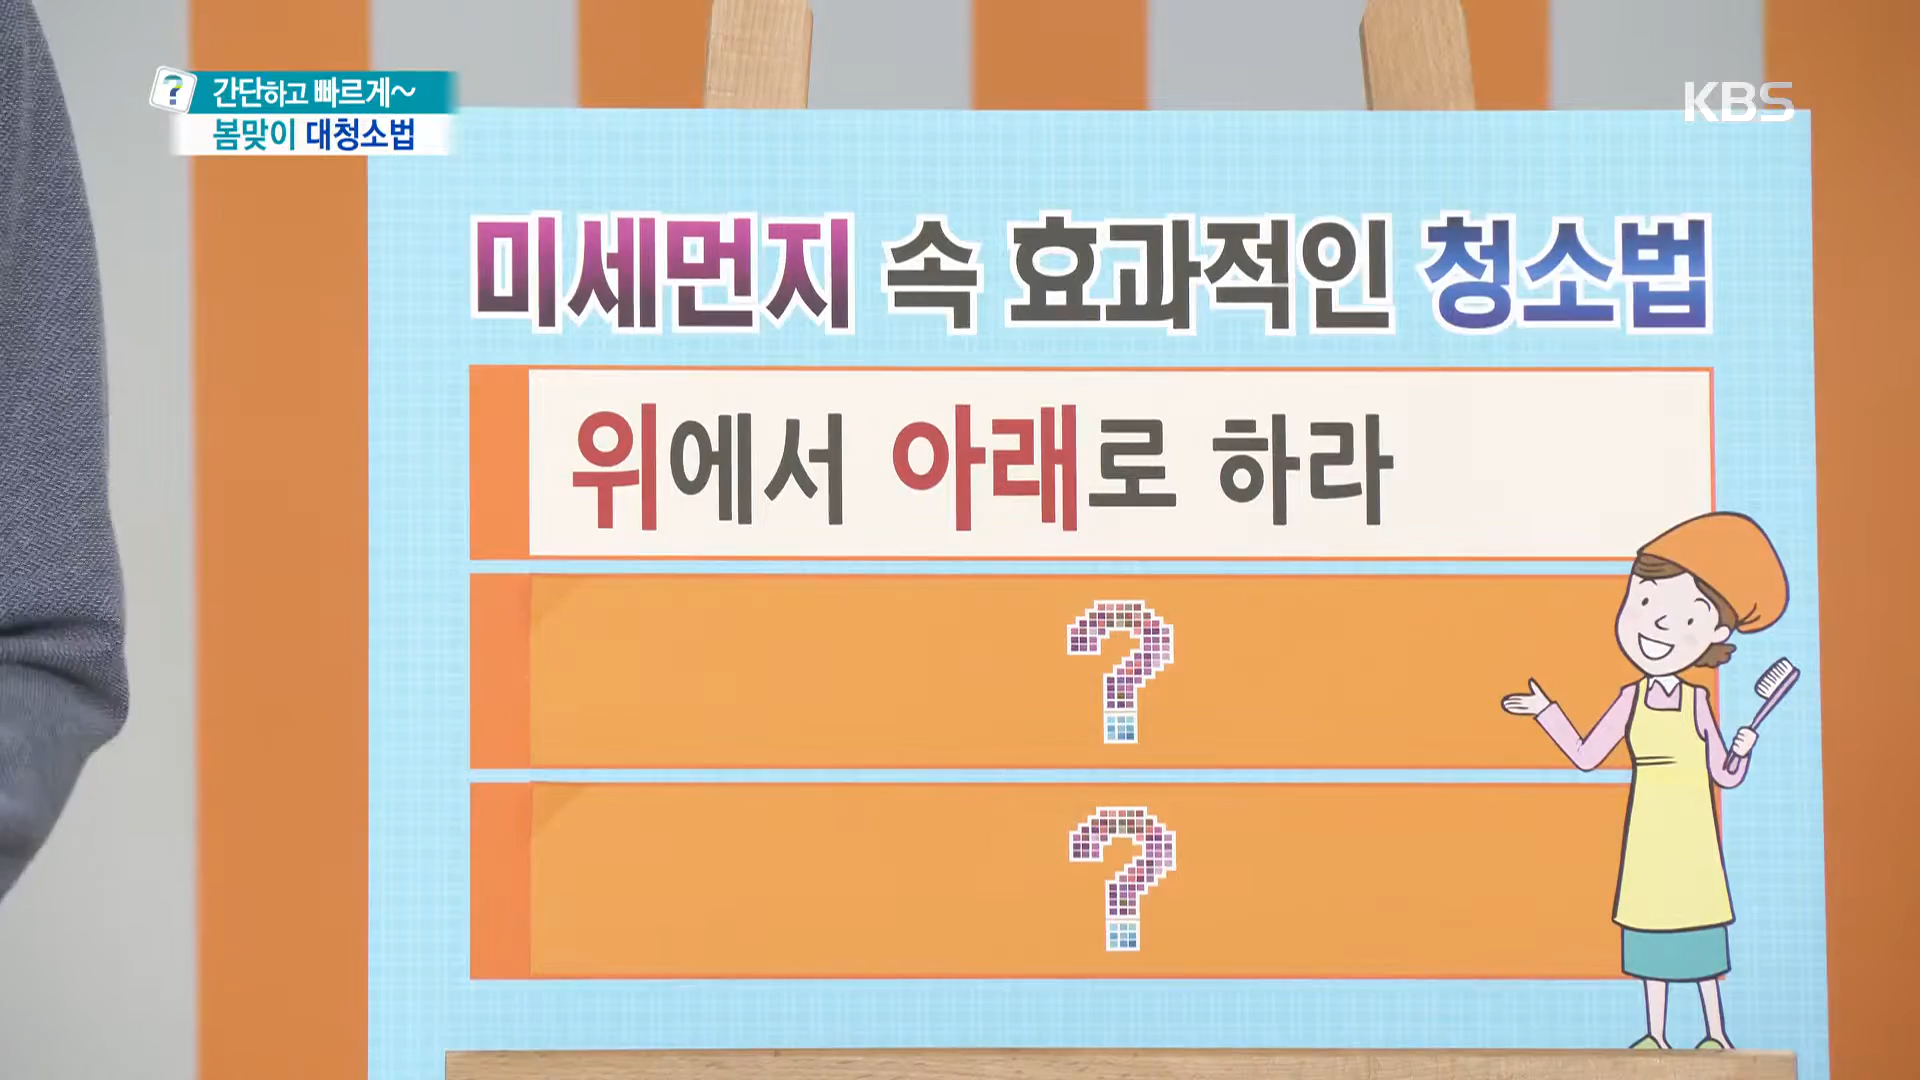 간단하고 빠르게~
봄맞이 대청소법
KBS
미세먼지 속 효과적인 청소법
위에서 아래로 하라
?
?